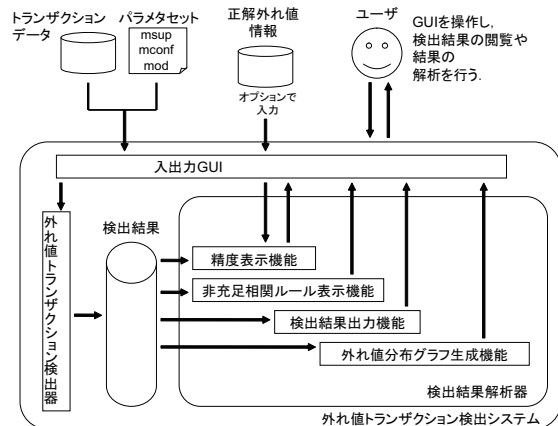 トランザクション
データ
パラメタセット
msup
mconf
mod
正解外れ値
情報
オプションで
入力
ユーザ
GUIを操作し,
検出結果の閲覧や
結果の
解析を行う.
入出力GUI
外れ値トランザクション検出器
検出結果
精度表示機能
非充足相関ルール表示機能
検出結果出力機能
外れ値分布グラフ生成機能
検出結果解析器
外れ値トランザクション検出システム